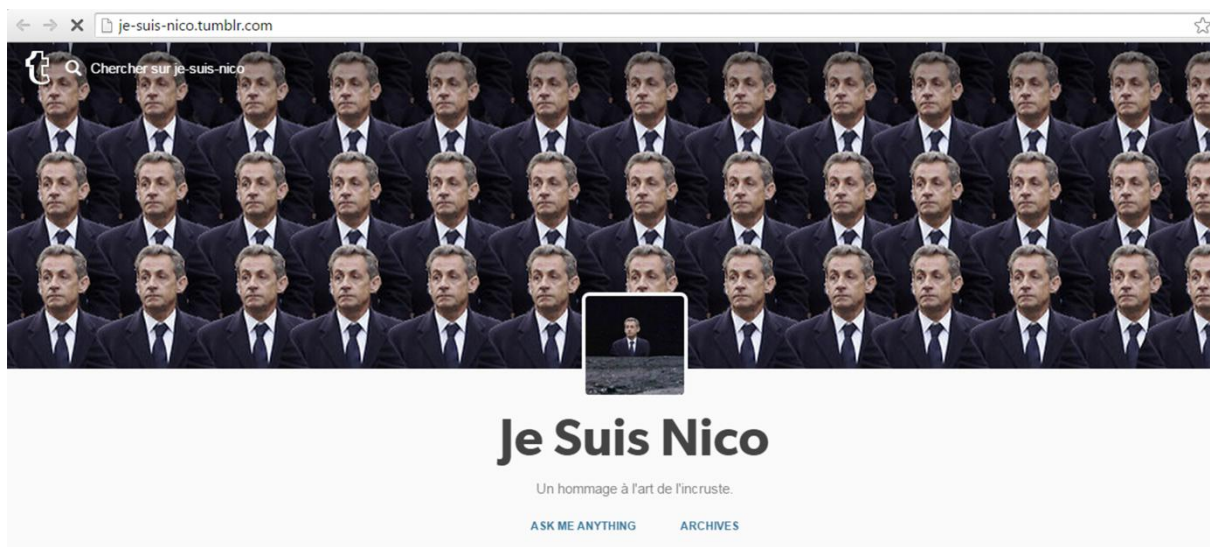 je-suis-nico.tumblr.com
t Chercher sur je-suis-nico
Je Suis Nico
Un hommage à l'art de l'incruste.
ASK ME ANYTHING ARCHIVES